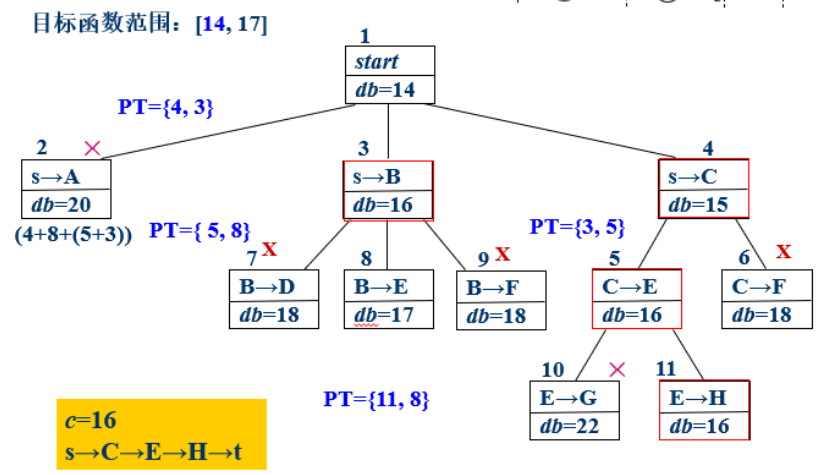 目标函数范围：[14, 17]
1
start
db=14
PT={4, 3}
2 ×
s→A
db=20
(4+8+(5+3))
3
s→B
db=16
4
s→C
db=15
PT={ 5, 8}
PT={3, 5}
7 X
B→D
db=18
8
B→E
db=17
9 X
B→F
db=18
5
C→E
db=16
6 X
C→F
db=18
PT={11, 8}
10 ×
E→G
db=22
11
E→H
db=16
c=16
s→C→E→H→t